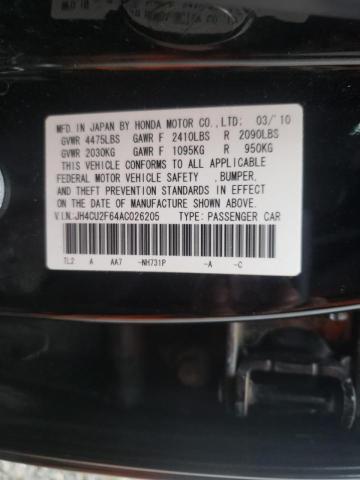 MFD. IN JAPAN BY HONDA MOTOR CO.,LTD; 03/'10
GVWR 4475LBS GAWR F 2410LBS R 2090LBS
GVWR 2030KG GAWR F 1095KG R 950KG
THIS VEHICLE CONFORMS TO ALL APPLICABLE
FEDERAL MOTOR VEHICLE SAFETY ,BUMPER,
AND THEFT PREVENTION STANDARDS IN EFFECT
ON THE DATE OF MANUFACTURE SHOWN ABOVE.
V.I.N.:JH4CU2F64AC026205 TYPE: PASSENGER CAR
TL2 A AA7 -NH731P -A -C